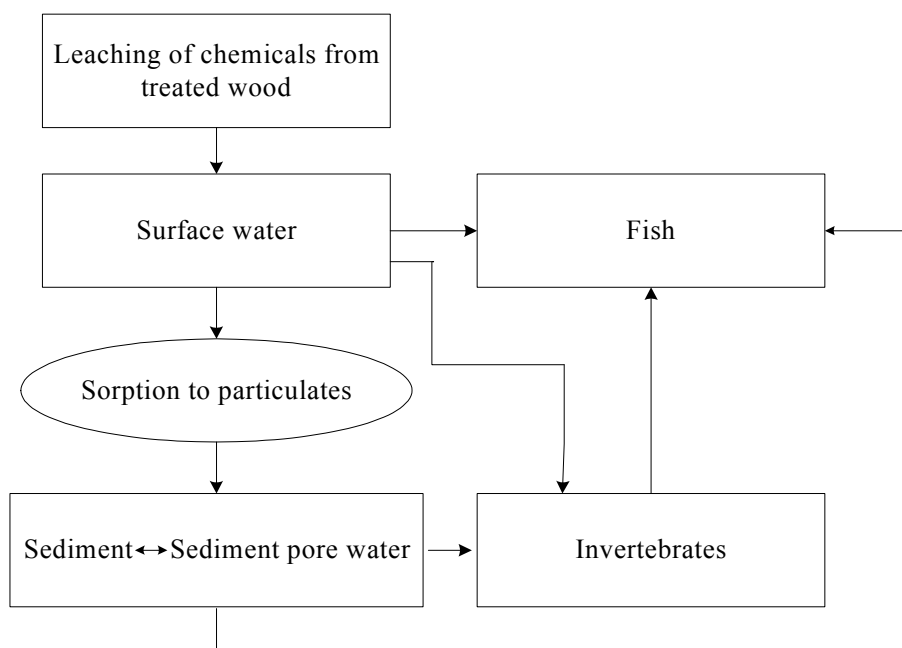 Leaching of chemicals from
treated wood
Surface water
Fish
Sorption to particulates
Sediment Sediment pore water
Invertebrates